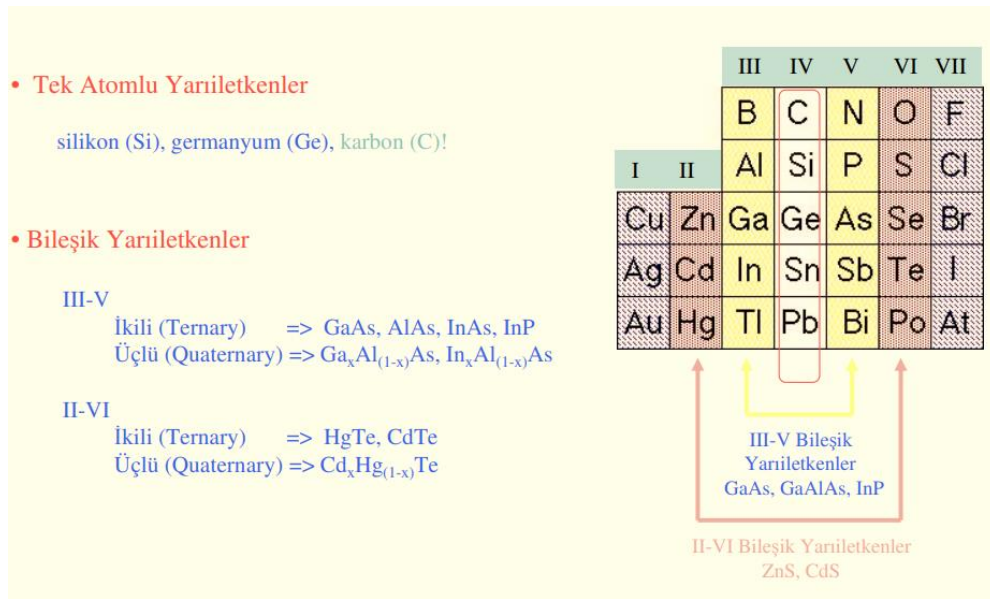 • Tek Atomlu Yarıiletkenler
silikon (Si), germanyum (Ge), karbon (C)!
• Bileşik Yarıiletkenler
III-V
İkili (Ternary) => GaAs, AlAs, InAs, InP
Üçlü (Quaternary) => GaₓAl₍₁₋ₓ₎As, InₓAl₍₁₋ₓ₎As
II-VI
İkili (Ternary) => HgTe, CdTe
Üçlü (Quaternary) => CdₓHg₍₁₋ₓ₎Te
III IV V VI VII
B C N O F
I II Al Si P S Cl
Cu Zn Ga Ge As Se Br
Ag Cd In Sn Sb Te I
Au Hg Tl Pb Bi Po At
III-V Bileşik
Yarıiletkenler
GaAs, GaAlAs, InP
II-VI Bileşik Yarıiletkenler
ZnS, CdS